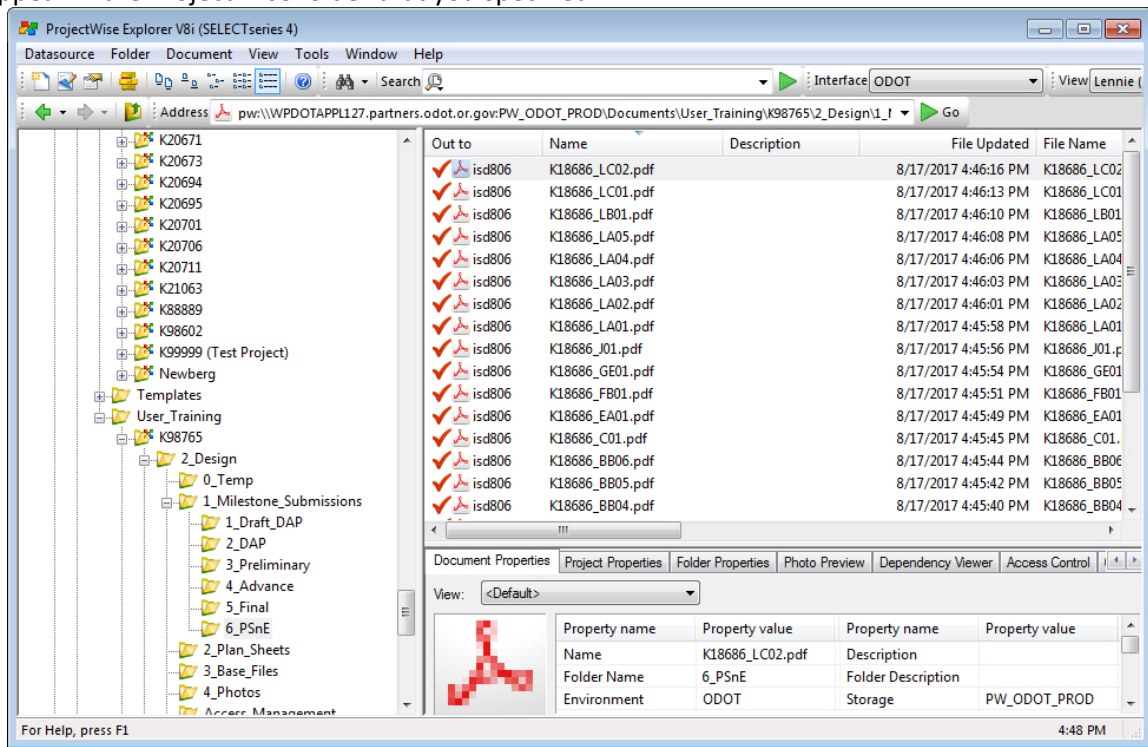 ProjectWise Explorer V8i (SELECTseries 4)
Datasource Folder Document View Tools Window Help
Search Interface ODOT View Lennie (
Address pw:\\WPDOTAPPL127.partners.odot.or.gov:PW_ODOT_PROD\Documents\User_Training\K98765\2_Design\1_ Go
K20671
K20673
K20694
K20695
K20701
K20706
K20711
K21063
K88889
K98602
K99999 (Test Project)
Newberg
Templates
User_Training
K98765
2_Design
0_Temp
1_Milestone_Submissions
1_Draft_DAP
2_DAP
3_Preliminary
4_Advance
5_Final
6_PSnE
2_Plan_Sheets
3_Base_Files
4_Photos
Access_Management
Out to Name Description File Updated File Name
isd806 K18686_LC02.pdf 8/17/2017 4:46:16 PM K18686_LC02
isd806 K18686_LC01.pdf 8/17/2017 4:46:13 PM K18686_LC01
isd806 K18686_LB01.pdf 8/17/2017 4:46:10 PM K18686_LB01
isd806 K18686_LA05.pdf 8/17/2017 4:46:08 PM K18686_LA05
isd806 K18686_LA04.pdf 8/17/2017 4:46:06 PM K18686_LA04
isd806 K18686_LA03.pdf 8/17/2017 4:46:03 PM K18686_LA03
isd806 K18686_LA02.pdf 8/17/2017 4:46:01 PM K18686_LA02
isd806 K18686_LA01.pdf 8/17/2017 4:45:58 PM K18686_LA01
isd806 K18686_J01.pdf 8/17/2017 4:45:56 PM K18686_J01.p
isd806 K18686_GE01.pdf 8/17/2017 4:45:54 PM K18686_GE01
isd806 K18686_FB01.pdf 8/17/2017 4:45:51 PM K18686_FB01
isd806 K18686_EA01.pdf 8/17/2017 4:45:49 PM K18686_EA01
isd806 K18686_C01.pdf 8/17/2017 4:45:45 PM K18686_C01.
isd806 K18686_BB06.pdf 8/17/2017 4:45:44 PM K18686_BB06
isd806 K18686_BB05.pdf 8/17/2017 4:45:42 PM K18686_BB05
isd806 K18686_BB04.pdf 8/17/2017 4:45:40 PM K18686_BB04
Document Properties Project Properties Folder Properties Photo Preview Dependency Viewer Access Control
View: <Default>
Property name Property value Property name Property value
Name K18686_LC02.pdf Description
Folder Name 6_PSnE Folder Description
Environment ODOT Storage PW_ODOT_PROD
For Help, press F1 4:48 PM